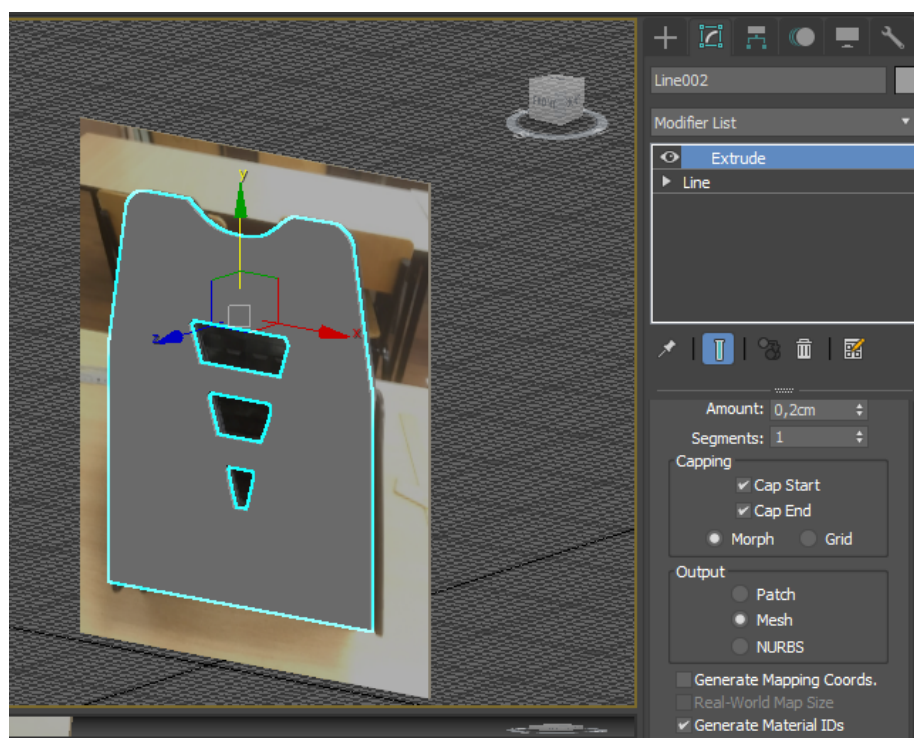 Line002
Modifier List
Extrude
Line
y
x
z
Amount: 0,2cm
Segments: 1
Capping
Cap Start
Cap End
Morph Grid
Output
Patch
Mesh
NURBS
Generate Mapping Coords.
Real-World Map Size
Generate Material IDs